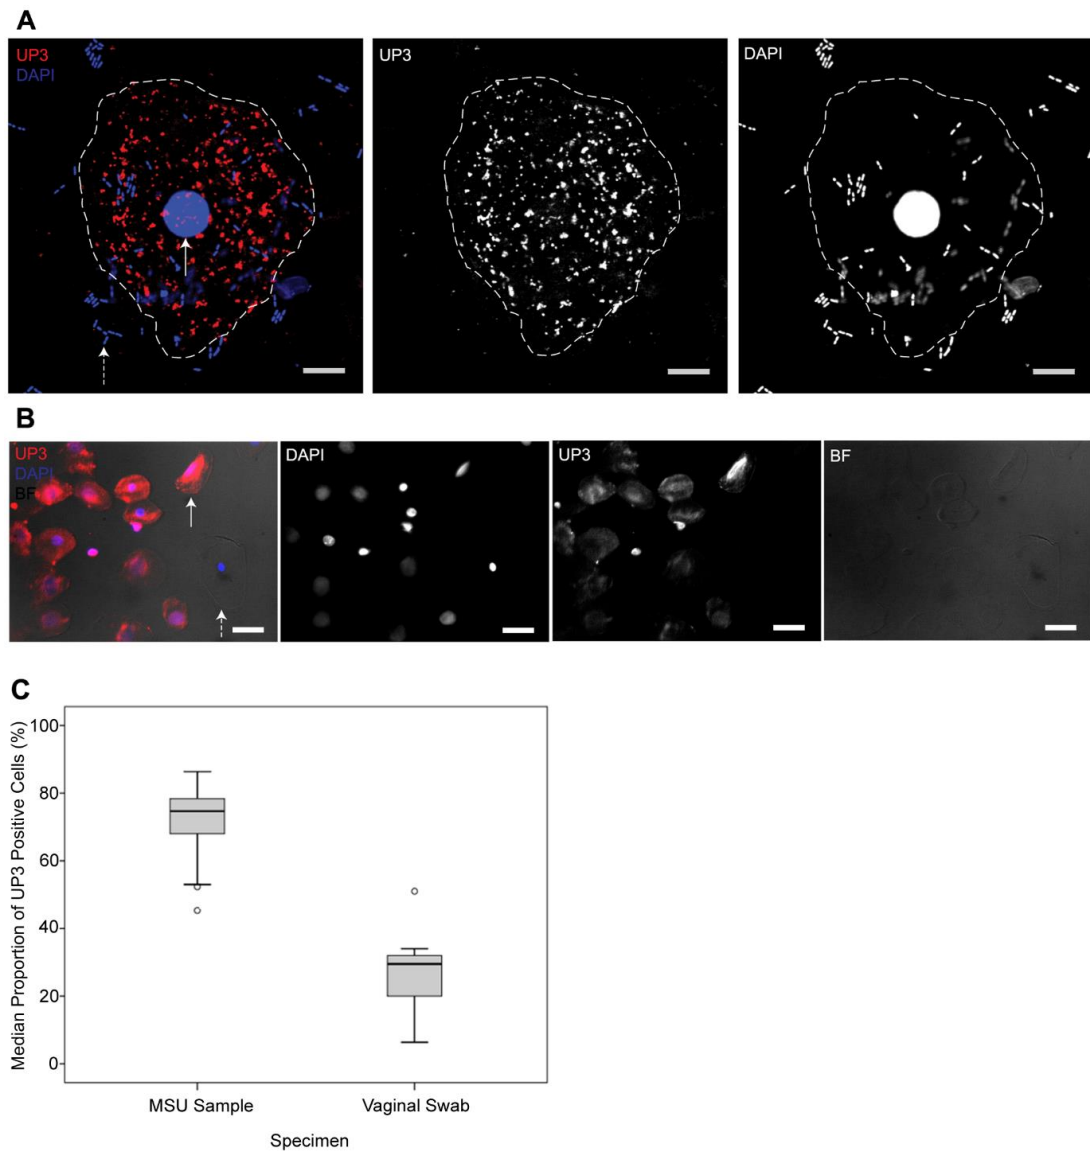 A
UP3
DAPI
UP3
DAPI
B
UP3
DAPI
BF
DAPI
UP3
BF
C
Median Proportion of UP3 Positive Cells (%)
100
80
60
40
20
0
MSU Sample
Vaginal Swab
Specimen